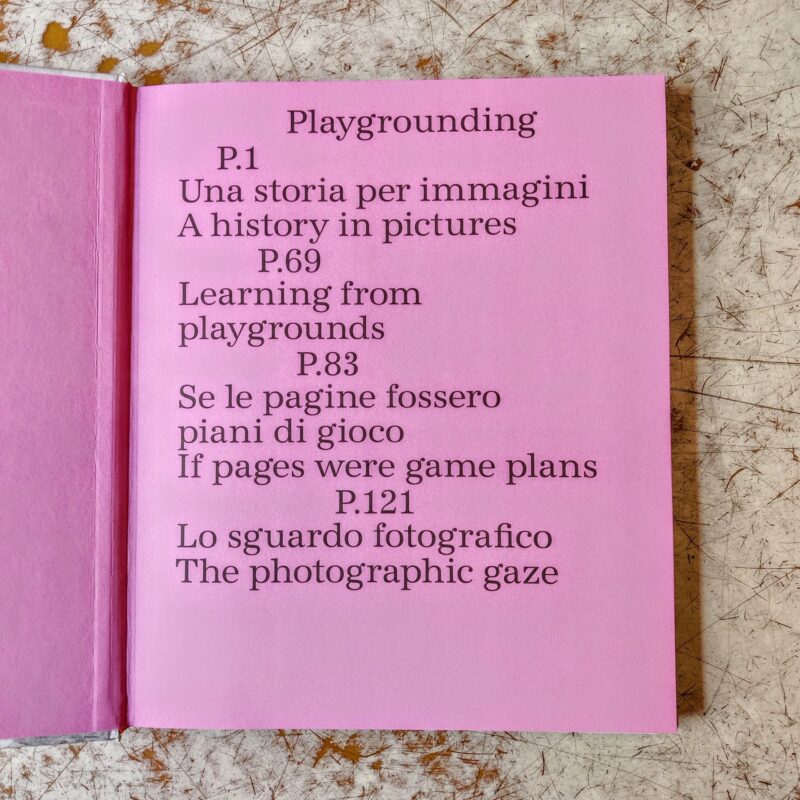 Playgrounding
P.1
Una storia per immagini
A history in pictures
P.69
Learning from
playgrounds
P.83
Se le pagine fossero
piani di gioco
If pages were game plans
P.121
Lo sguardo fotografico
The photographic gaze